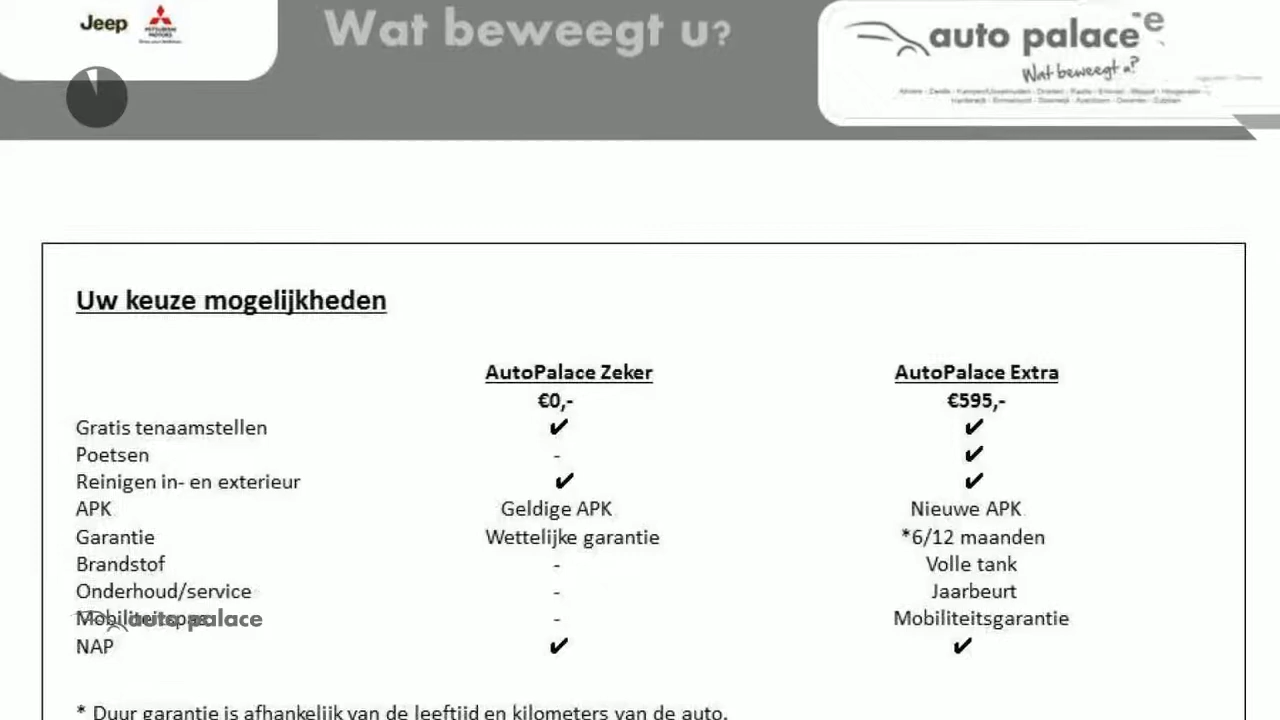 Jeep
MITSUBISHI
MOTORS
Wat beweegt u?
auto palace
Wat beweegt u?
Uw keuze mogelijkheden
AutoPalace Zeker AutoPalace Extra
€0,- €595,-
Gratis tenaamstellen ✔ ✔
Poetsen - ✔
Reinigen in- en exterieur ✔ ✔
APK Geldige APK Nieuwe APK
Garantie Wettelijke garantie *6/12 maanden
Brandstof - Volle tank
Onderhoud/service - Jaarbeurt
auto palace - Mobiliteitsgarantie
NAP ✔ ✔
* Duur garantie is afhankelijk van de leeftijd en kilometers van de auto.